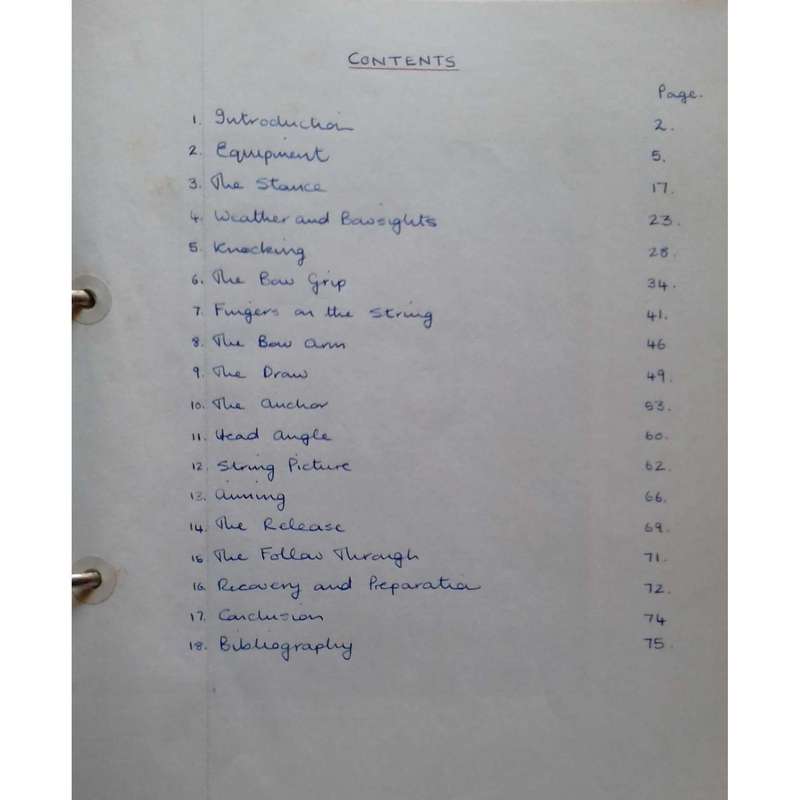 CONTENTS
Page.
1. Introduction 2.
2. Equipment 5.
3. The Stance 17.
4. Weather and Bowsights 23.
5. Knocking 28.
6. The Bow Grip 34.
7. Fingers on the String 41.
8. The Bow Arm 46
9. The Draw 49.
10. The Anchor 53.
11. Head Angle 60.
12. String Picture 62.
13. Aiming 66.
14. The Release 69.
15. The Follow Through 71.
16. Recovery and Preparation 72.
17. Conclusion 74
18. Bibliography 75.